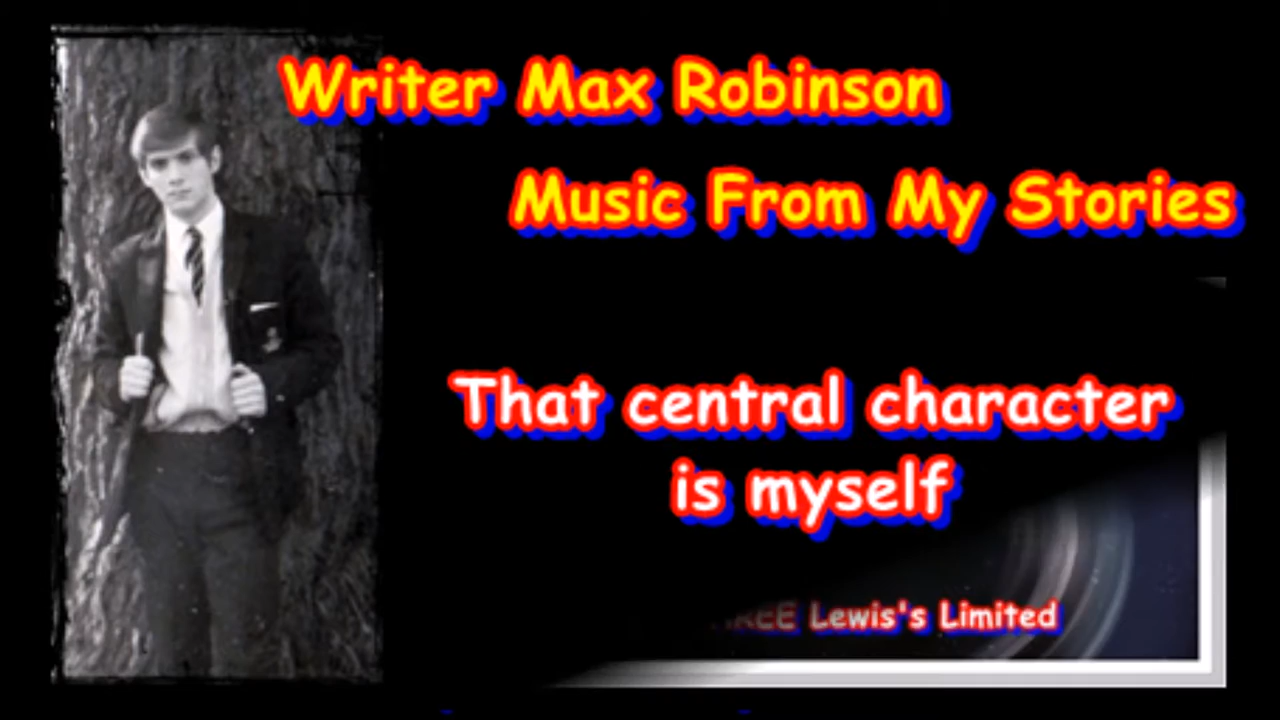 Writer Max Robinson
Music From My Stories
That central character
is myself
Lewis's Limited